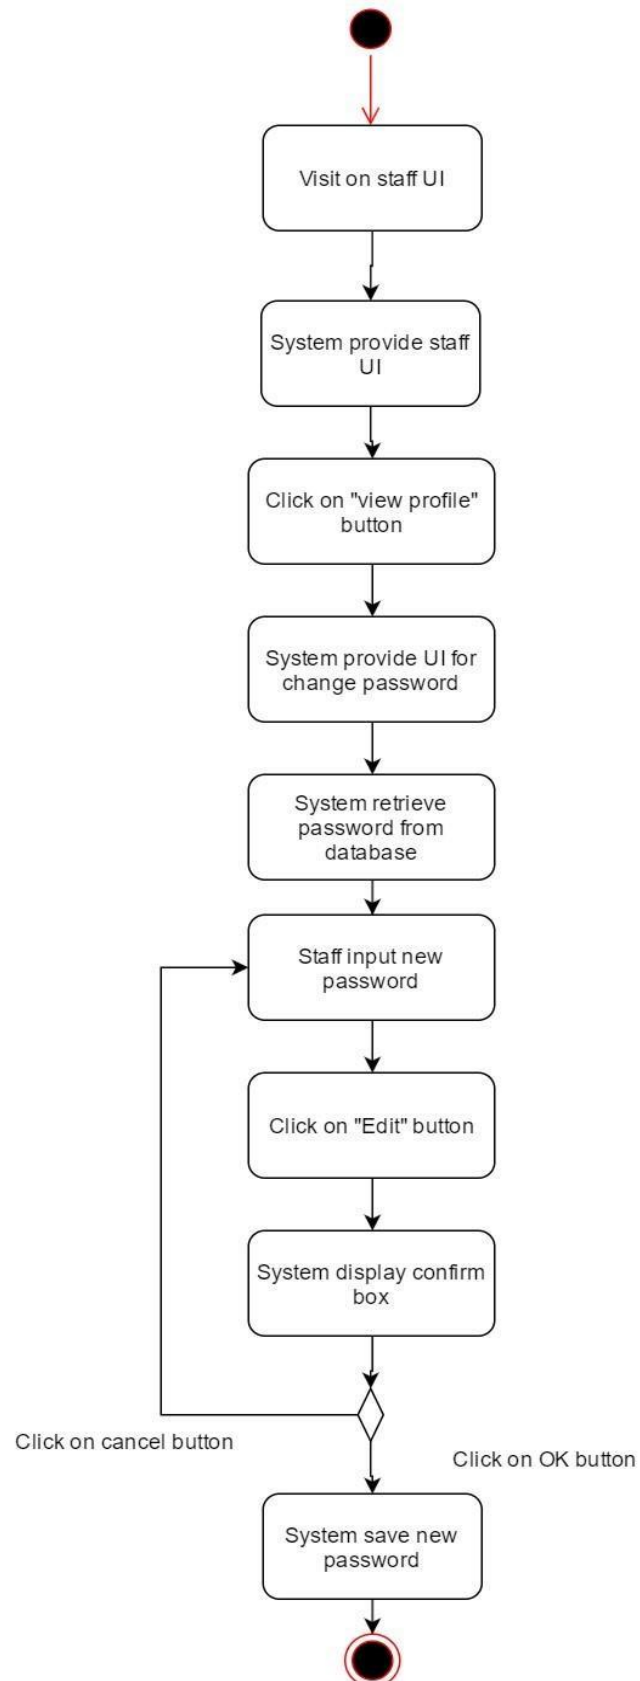 Visit on staff UI
System provide staff
UI
Click on "view profile"
button
System provide UI for
change password
System retrieve
password from
database
Staff input new
password
Click on "Edit" button
System display confirm
box
Click on cancel button
Click on OK button
System save new
password